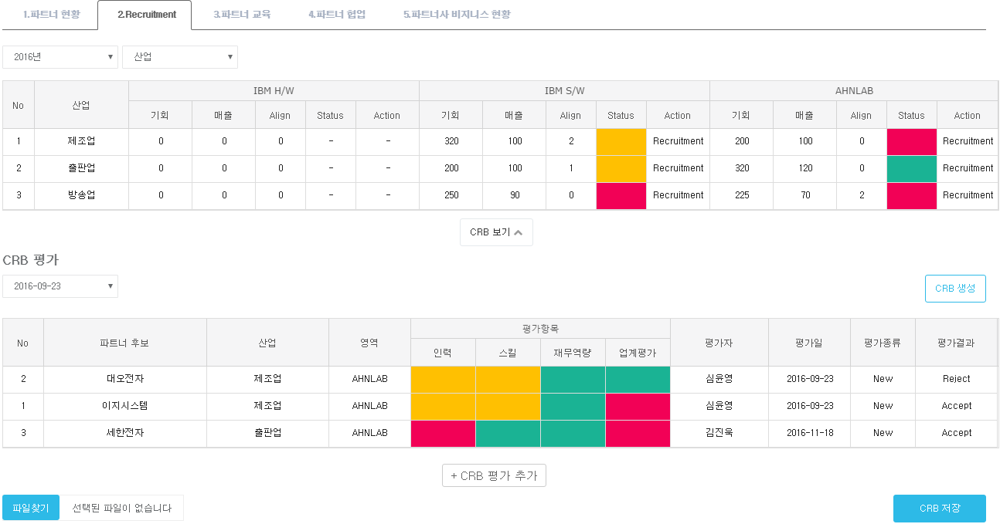 1.파트너 현황 2.Recruitment 3.파트너 교육 4.파트너 협업 5.파트너사 비지니스 현황
2016년 산업
No 산업 IBM H/W IBM S/W AHNLAB
기회 매출 Align Status Action 기회 매출 Align Status Action 기회 매출 Align Status Action
1 제조업 0 0 0 - - 320 100 2 Recruitment 200 100 0 Recruitment
2 출판업 0 0 0 - - 200 100 1 Recruitment 320 120 0 Recruitment
3 방송업 0 0 0 - - 250 90 0 Recruitment 225 70 2 Recruitment
CRB 보기
CRB 평가
2016-09-23
CRB 생성
No 파트너 후보 산업 영역 평가항목 평가자 평가일 평가종류 평가결과
인력 스킬 재무역량 업계평가
2 대오전자 제조업 AHNLAB 심윤영 2016-09-23 New Reject
1 이지시스템 제조업 AHNLAB 심윤영 2016-09-23 New Accept
3 세한전자 출판업 AHNLAB 김진욱 2016-11-18 New Accept
+ CRB 평가 추가
파일찾기 선택된 파일이 없습니다 CRB 저장